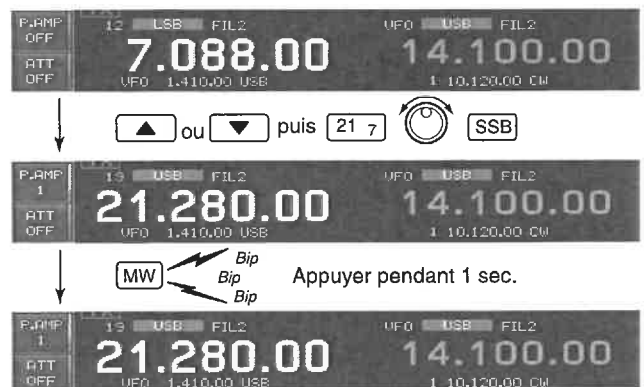 P.AMP OFF
ATT OFF
12 LSB FIL2 VFO USB FIL2
7.088.00 14.100.00
VFO 1.410.00 USB 1 10.120.00 CW
▲ ou ▼ puis 21 7 SSB
P.AMP 1
ATT OFF
19 USB FIL2 VFO USB FIL2
21.280.00 14.100.00
VFO 1.410.00 USB 1 10.120.00 CW
MW Bip Bip Bip Appuyer pendant 1 sec.
P.AMP 1
ATT OFF
19 USB FIL2 VFO USB FIL2
21.280.00 14.100.00
VFO 1.410.00 USB 1 10.120.00 CW